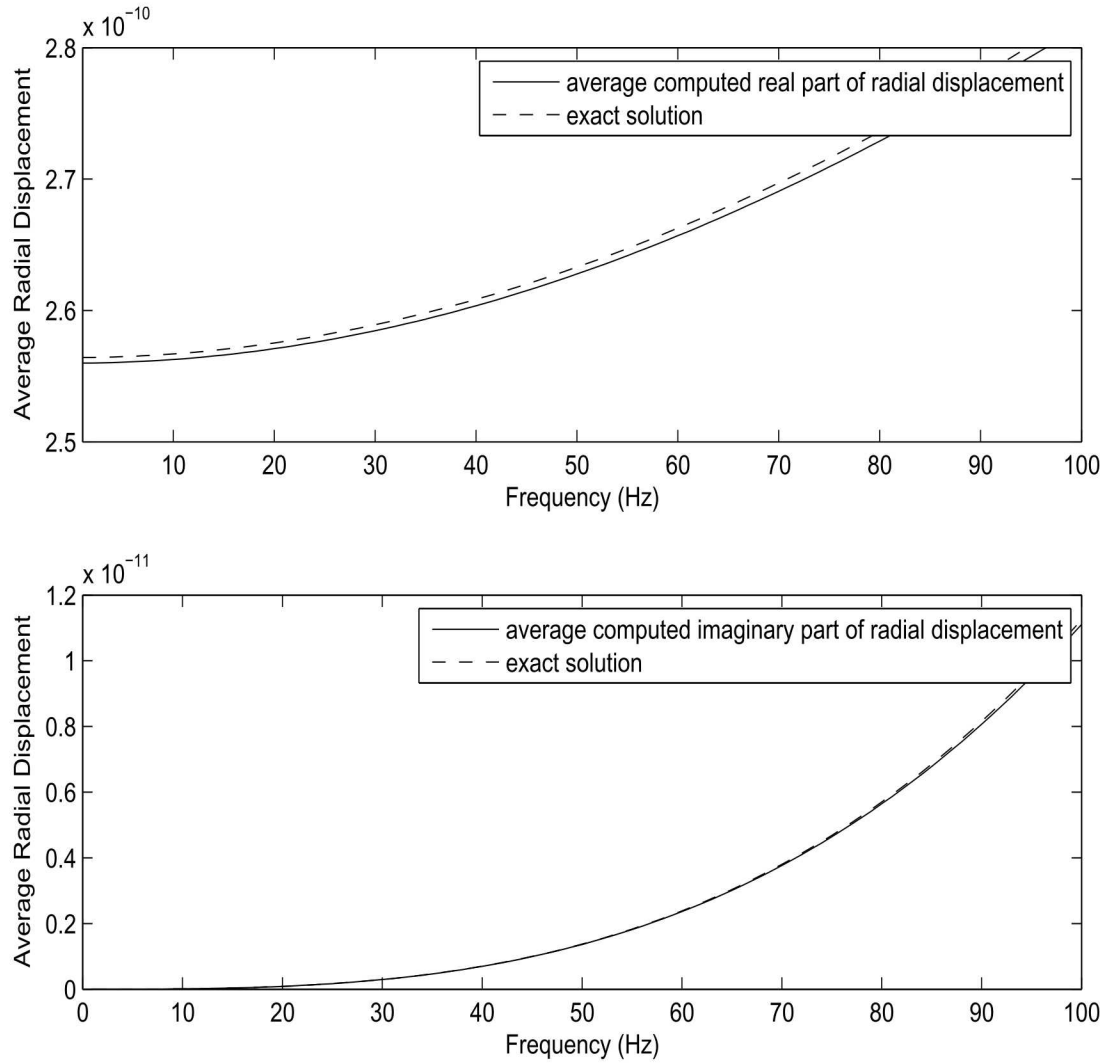 x 10⁻¹⁰
2.8
2.7
2.6
2.5
Average Radial Displacement
average computed real part of radial displacement
exact solution
10 20 30 40 50 60 70 80 90 100
Frequency (Hz)
x 10⁻¹¹
1.2
1
0.8
0.6
0.4
0.2
0
Average Radial Displacement
average computed imaginary part of radial displacement
exact solution
0 10 20 30 40 50 60 70 80 90 100
Frequency (Hz)